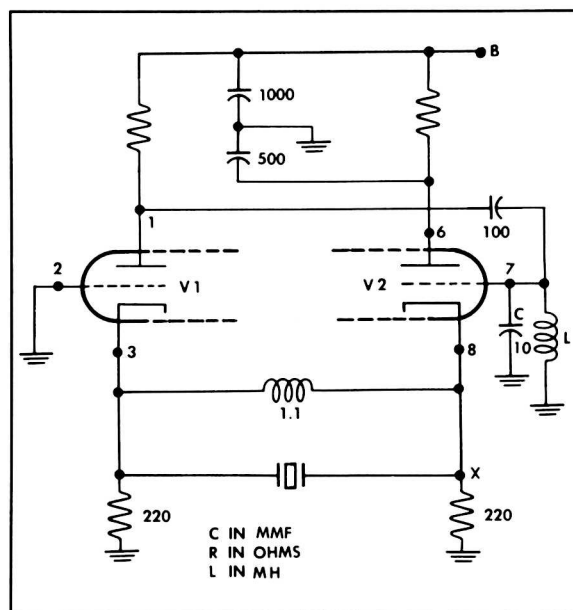 B
1000
500
1
6
100
2
V1
V2
7
C
10
L
3
8
1.1
X
220
220
C IN MMF
R IN OHMS
L IN MH